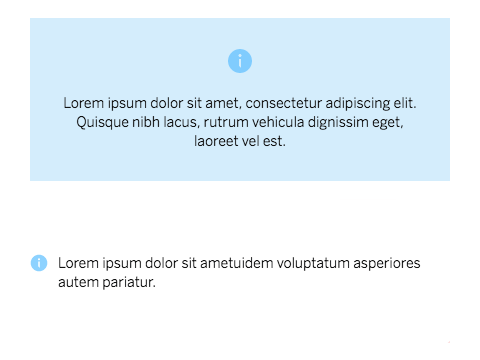 Lorem ipsum dolor sit amet, consectetur adipiscing elit.
Quisque nibh lacus, rutrum vehicula dignissim eget,
laoreet vel est.
Lorem ipsum dolor sit ametuidem voluptatum asperiores
autem pariatur.